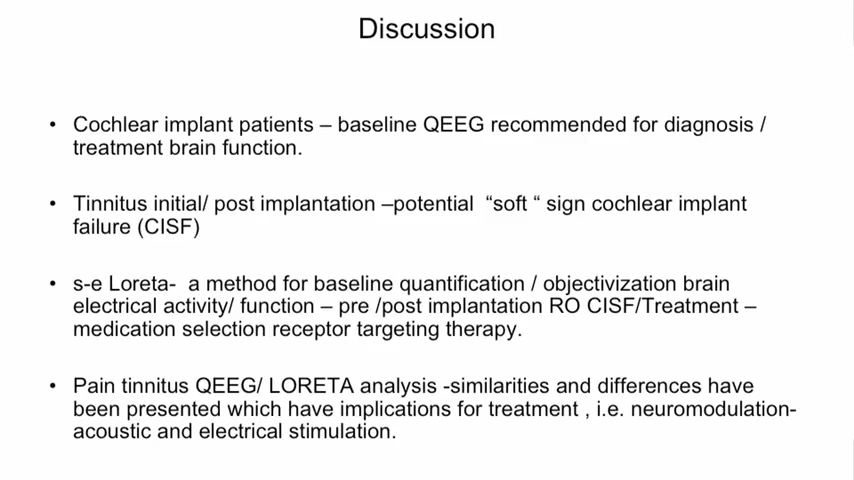 Discussion
• Cochlear implant patients – baseline QEEG recommended for diagnosis /
treatment brain function.
• Tinnitus initial/ post implantation –potential  “soft “ sign cochlear implant
failure (CISF)
• s-e Loreta-  a method for baseline quantification / objectivization brain
electrical activity/ function – pre /post implantation RO CISF/Treatment –
medication selection receptor targeting therapy.
• Pain tinnitus QEEG/ LORETA analysis -similarities and differences have
been presented which have implications for treatment , i.e. neuromodulation-
acoustic and electrical stimulation.